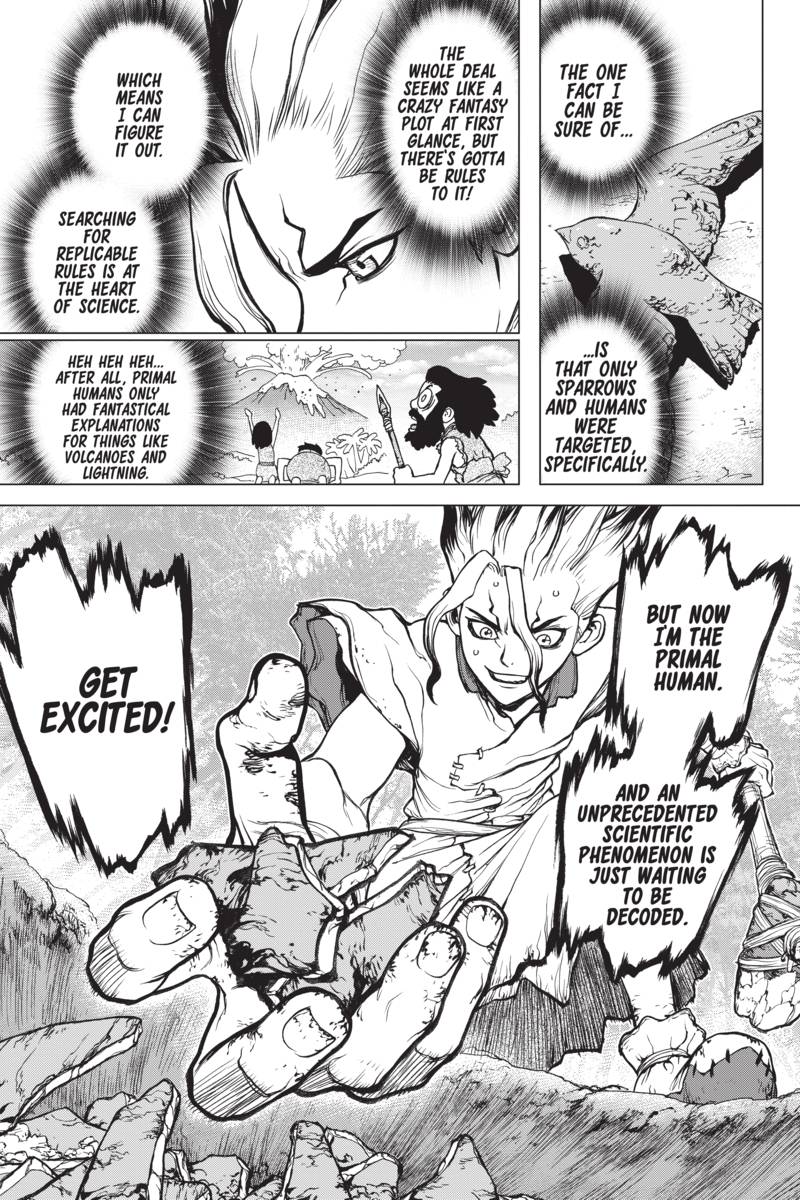 THE ONE
FACT I
CAN BE
SURE OF...
...IS
THAT ONLY
SPARROWS
AND HUMANS
WERE
TARGETED,
SPECIFICALLY.
THE
WHOLE DEAL
SEEMS LIKE A
CRAZY FANTASY
PLOT AT FIRST
GLANCE, BUT
THERE'S GOTTA
BE RULES
TO IT!
WHICH
MEANS
I CAN
FIGURE
IT OUT.
SEARCHING
FOR
REPLICABLE
RULES IS AT
THE HEART
OF SCIENCE.
HEH HEH HEH...
AFTER ALL, PRIMAL
HUMANS ONLY
HAD FANTASTICAL
EXPLANATIONS
FOR THINGS LIKE
VOLCANOES AND
LIGHTNING.
BUT NOW
I'M THE
PRIMAL
HUMAN.
AND AN
UNPRECEDENTED
SCIENTIFIC
PHENOMENON IS
JUST WAITING
TO BE
DECODED.
GET
EXCITED!